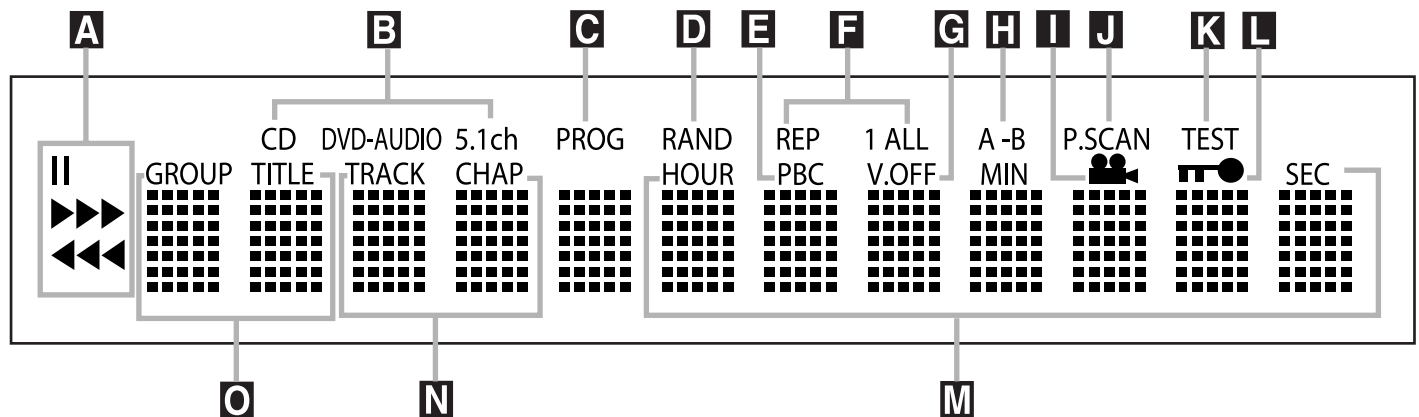 A B C D E F G H I J K L
CD DVD-AUDIO 5.1ch PROG RAND REP 1 ALL A -B P.SCAN TEST
GROUP TITLE TRACK CHAP HOUR PBC V.OFF MIN SEC
O N M